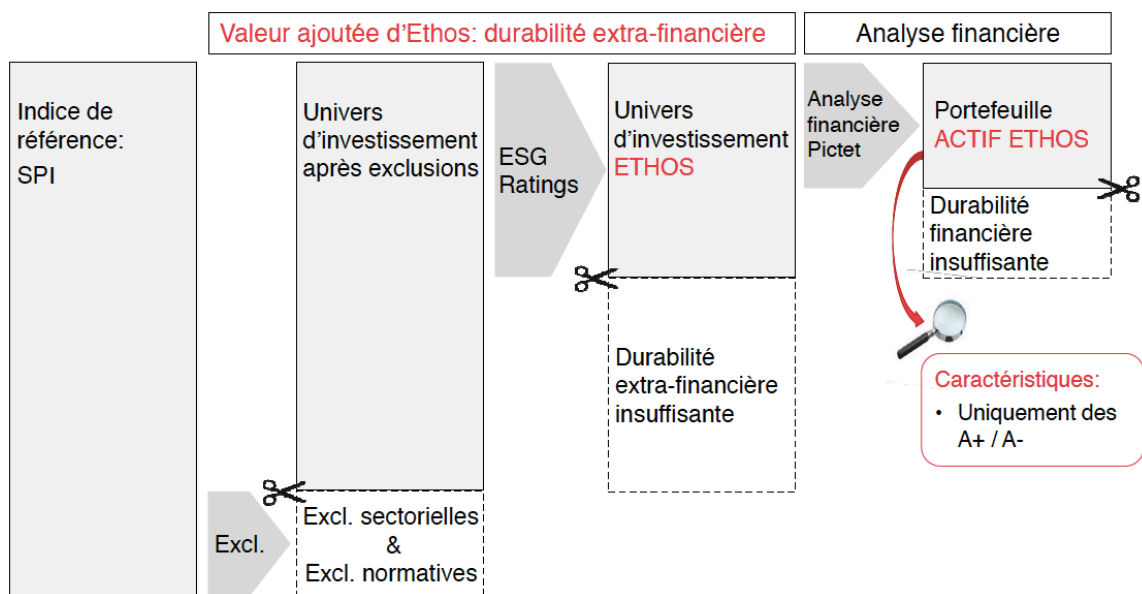 Valeur ajoutée d’Ethos: durabilité extra-financière
Analyse financière
Indice de
référence:
SPI
Excl.
Univers
d’investissement
après exclusions
Excl. sectorielles
&
Excl. normatives
ESG
Ratings
Univers
d’investissement
ETHOS
Durabilité
extra-financière
insuffisante
Analyse
financière
Pictet
Portefeuille
ACTIF ETHOS
Durabilité
financière
insuffisante
Caractéristiques:
• Uniquement des
A+ / A-